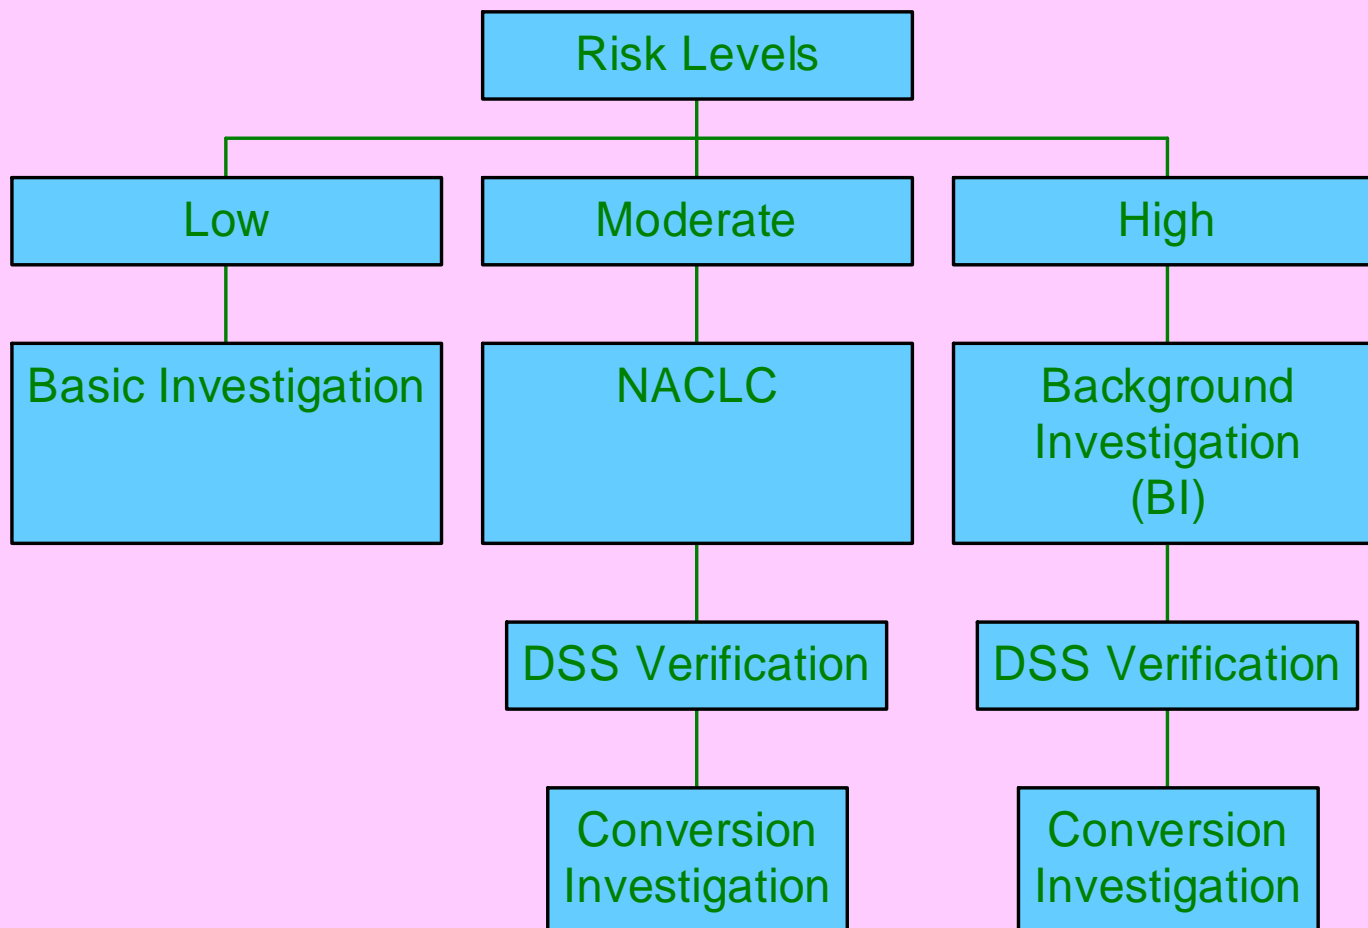 Risk Levels
Low
Moderate
High
Basic Investigation
NACLC
Background
Investigation
(BI)
DSS Verification
DSS Verification
Conversion
Investigation
Conversion
Investigation